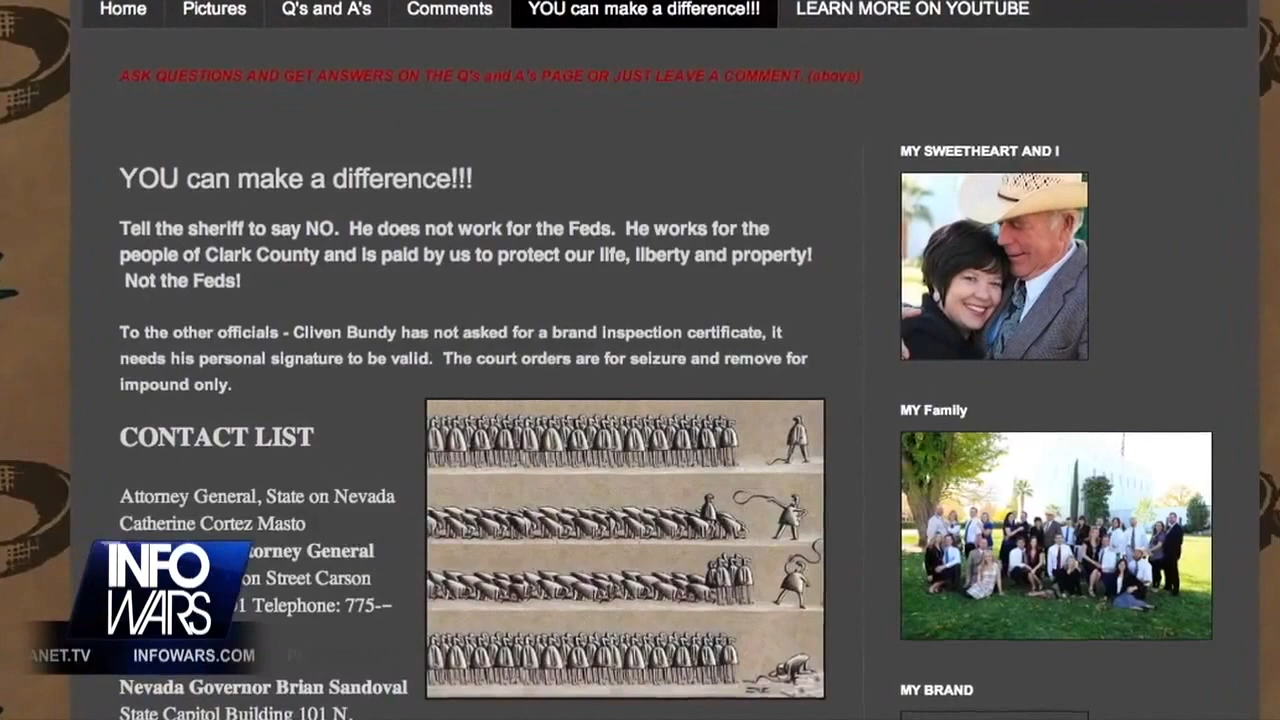 Home Pictures Q's and A's Comments YOU can make a difference!!! LEARN MORE ON YOUTUBE
ASK QUESTIONS AND GET ANSWERS ON THE Q's and A's PAGE OR JUST LEAVE A COMMENT. (above)
YOU can make a difference!!!
Tell the sheriff to say NO. He does not work for the Feds. He works for the
people of Clark County and is paid by us to protect our life, liberty and property!
Not the Feds!
To the other officials - Cliven Bundy has not asked for a brand inspection certificate, it
needs his personal signature to be valid. The court orders are for seizure and remove for
impound only.
CONTACT LIST
Attorney General, State on Nevada
Catherine Cortez Masto
torney General
on Street Carson
1 Telephone: 775-–
Nevada Governor Brian Sandoval
State Capitol Building 101 N.
MY SWEETHEART AND I
MY Family
MY BRAND
INFO
WARS
ANET.TV INFOWARS.COM